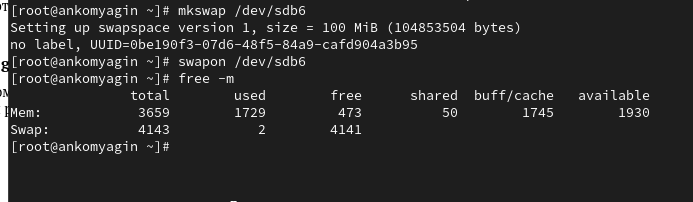 [root@ankomyagin ~]# mkswap /dev/sdb6
Setting up swapspace version 1, size = 100 MiB (104853504 bytes)
no label, UUID=0be190f3-07d6-48f5-84a9-cafd904a3b95
[root@ankomyagin ~]# swapon /dev/sdb6
[root@ankomyagin ~]# free -m
total used free shared buff/cache available
Mem: 3659 1729 473 50 1745 1930
Swap: 4143 2 4141
[root@ankomyagin ~]#